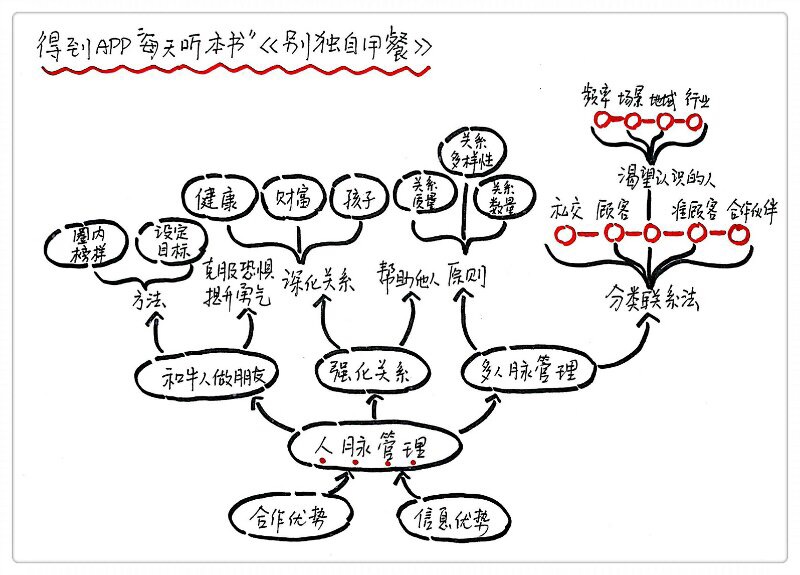 得到APP"每天听本书"《别独自用餐》
频率 场景 地域 行业
渴望认识的人
私交 顾客 准顾客 合作伙伴
分类联系法
关系
多样性
关系
质量
关系
数量
健康
财富
孩子
圈内
榜样
设定
目标
方法
克服恐惧
提升勇气
深化关系
帮助他人
原则
和牛人做朋友
强化关系
多人脉管理
人脉管理
合作优势
信息优势